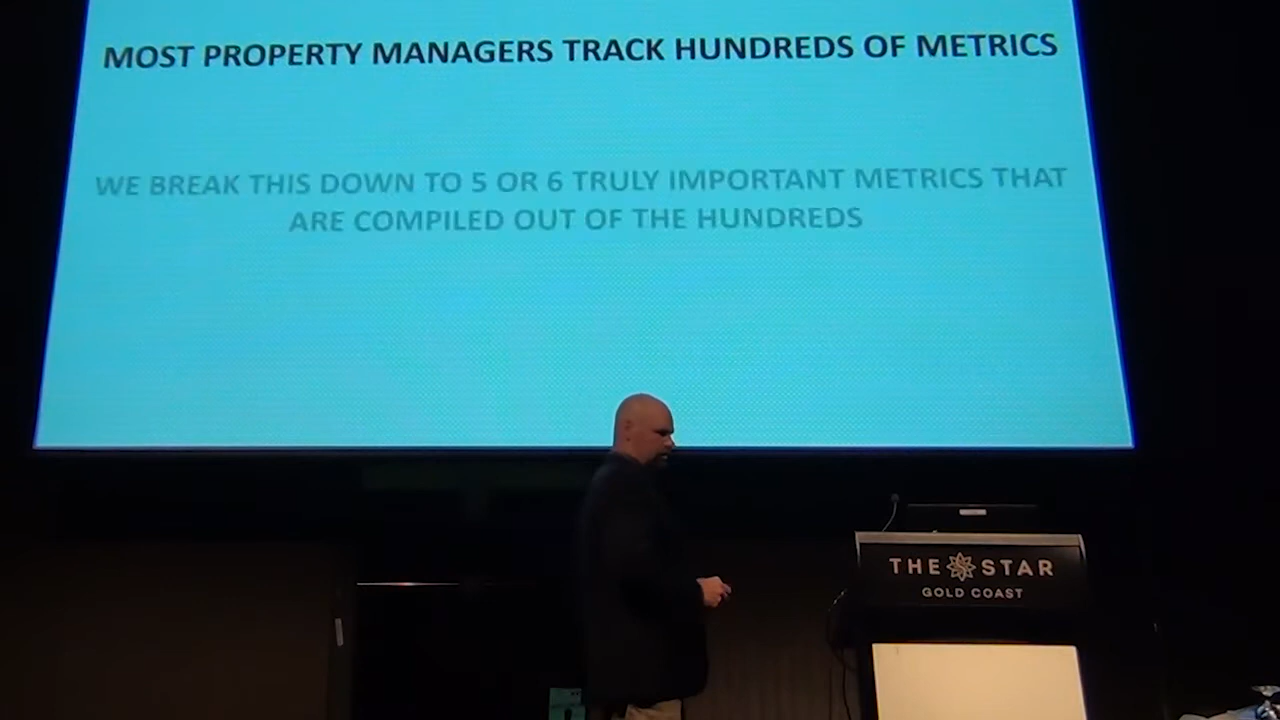 MOST PROPERTY MANAGERS TRACK HUNDREDS OF METRICS
WE BREAK THIS DOWN TO 5 OR 6 TRULY IMPORTANT METRICS THAT
ARE COMPILED OUT OF THE HUNDREDS
THE STAR
GOLD COAST